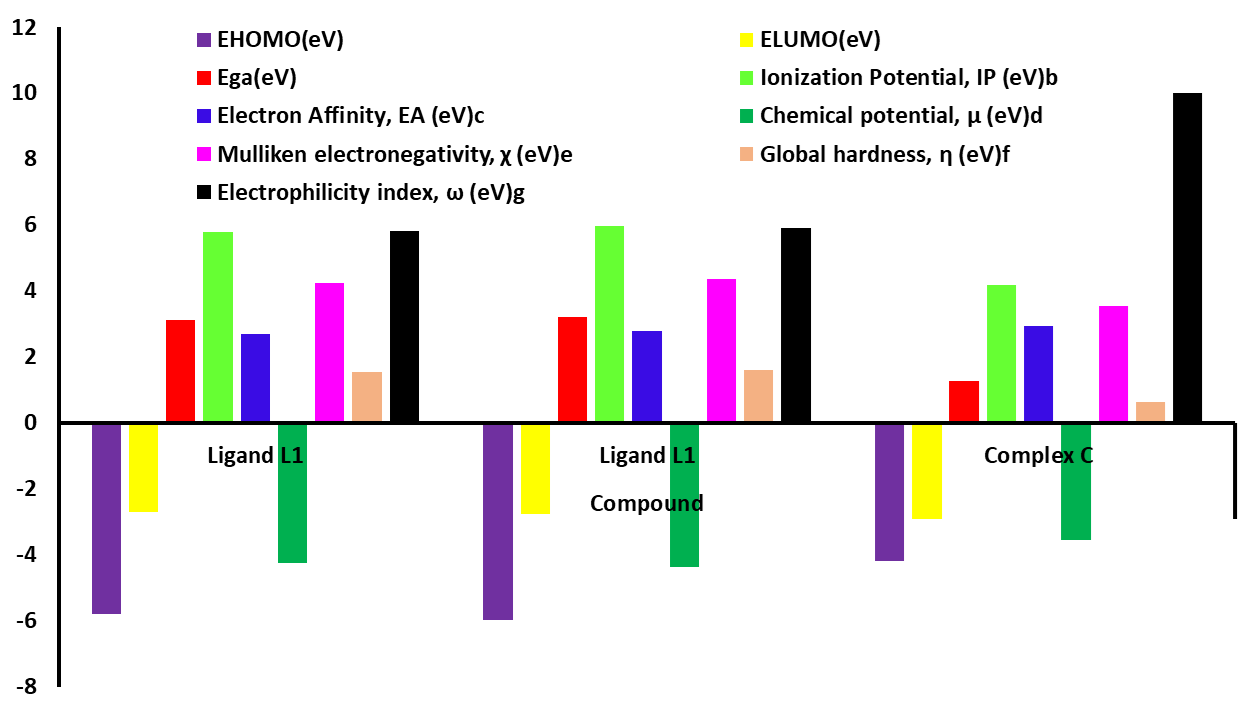 12
10
8
6
4
2
0
-2
-4
-6
-8
EHOMO(eV)
ELUMO(eV)
Ega(eV)
Ionization Potential, IP (eV)b
Electron Affinity, EA (eV)c
Chemical potential, μ (eV)d
Mulliken electronegativity, χ (eV)e
Global hardness, η (eV)f
Electrophilicity index, ω (eV)g
Ligand L1
Ligand L1
Complex C
Compound